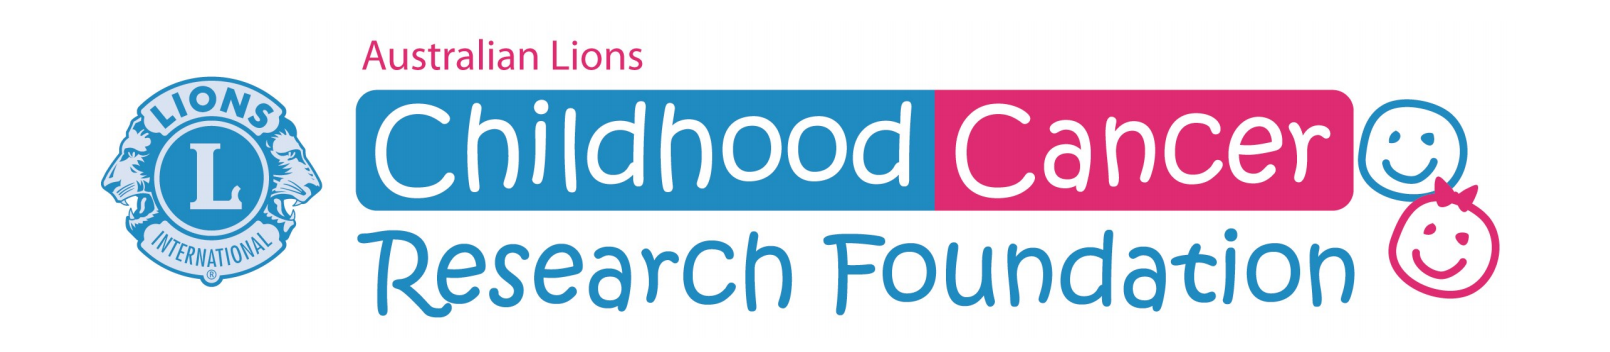 LIONS
L
INTERNATIONAL
®
Australian Lions
Childhood Cancer
Research Foundation